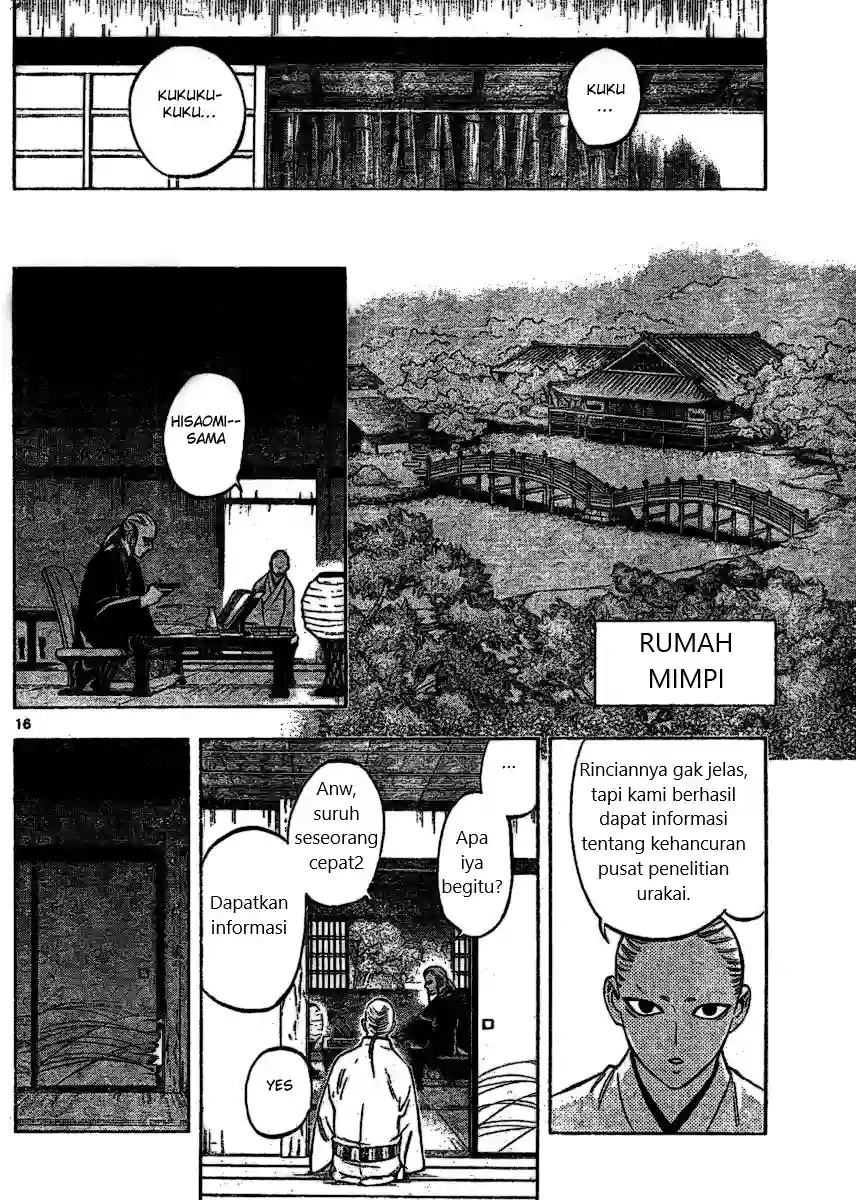 KUKU
...
KUKUKU-
KUKU...
RUMAH
MIMPI
HISAOMI--
SAMA
16
Rinciannya gak jelas,
tapi kami berhasil
dapat informasi
tentang kehancuran
pusat penelitian
urakai.
...
Apa
iya
begitu?
Anw,
suruh
seseorang
cepat2
Dapatkan
informasi
YES